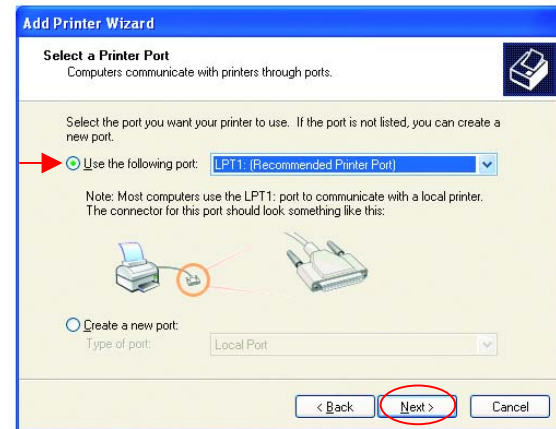 Add Printer Wizard
Select a Printer Port
Computers communicate with printers through ports.
Select the port you want your printer to use. If the port is not listed, you can create a
new port.
Use the following port: LPT1: (Recommended Printer Port)
Note: Most computers use the LPT1: port to communicate with a local printer.
The connector for this port should look something like this:
Create a new port:
Type of port: Local Port
< Back Next > Cancel